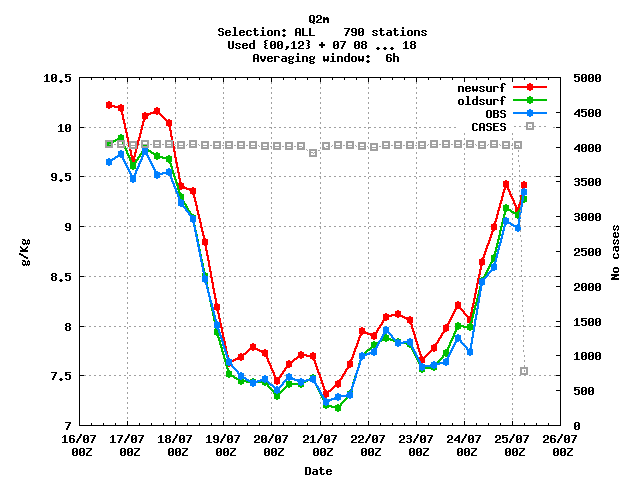 Q2m
Selection: ALL    790 stations
Used {00,12} + 07 08 ... 18
Averaging window:  6h
newsurf
oldsurf
OBS
CASES
10.5
10
9.5
9
8.5
8
7.5
7
g/Kg
5000
4500
4000
3500
3000
2500
2000
1500
1000
500
0
No cases
16/07 17/07 18/07 19/07 20/07 21/07 22/07 23/07 24/07 25/07 26/07
00Z 00Z 00Z 00Z 00Z 00Z 00Z 00Z 00Z 00Z 00Z
Date